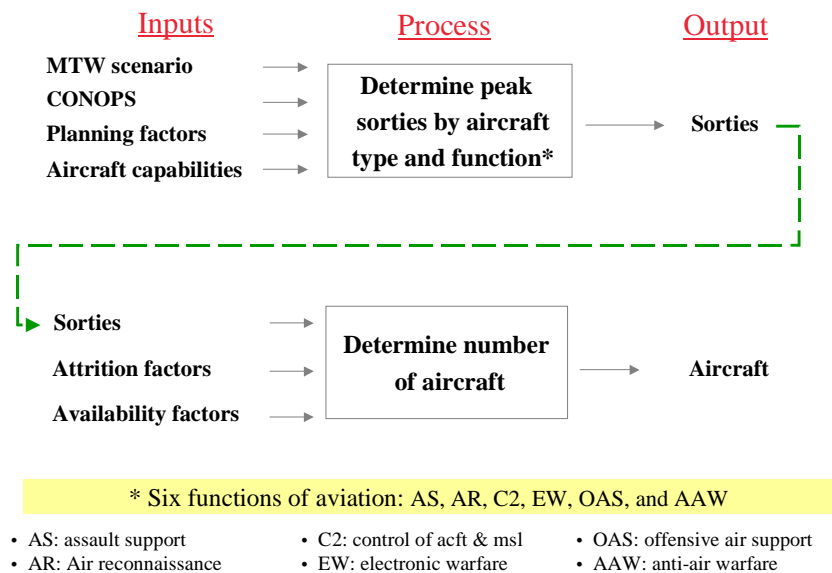 Inputs Process Output
MTW scenario
CONOPS
Planning factors
Aircraft capabilities
Determine peak
sorties by aircraft
type and function*
Sorties
Sorties
Attrition factors
Availability factors
Determine number
of aircraft
Aircraft
* Six functions of aviation: AS, AR, C2, EW, OAS, and AAW
• AS: assault support
• AR: Air reconnaissance
• C2: control of acft & msl
• EW: electronic warfare
• OAS: offensive air support
• AAW: anti-air warfare